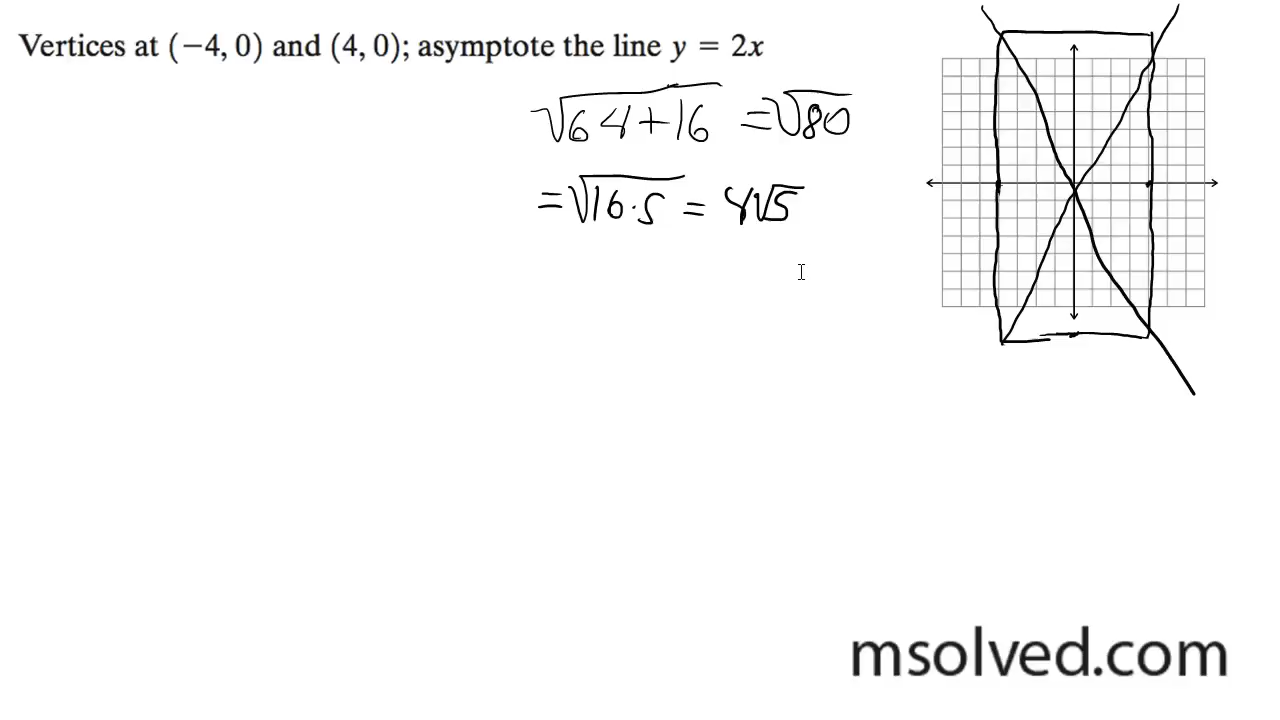 Vertices at (−4, 0) and (4, 0); asymptote the line y = 2x
√64+16 = √80
= √16·5 = 4√5
msolved.com